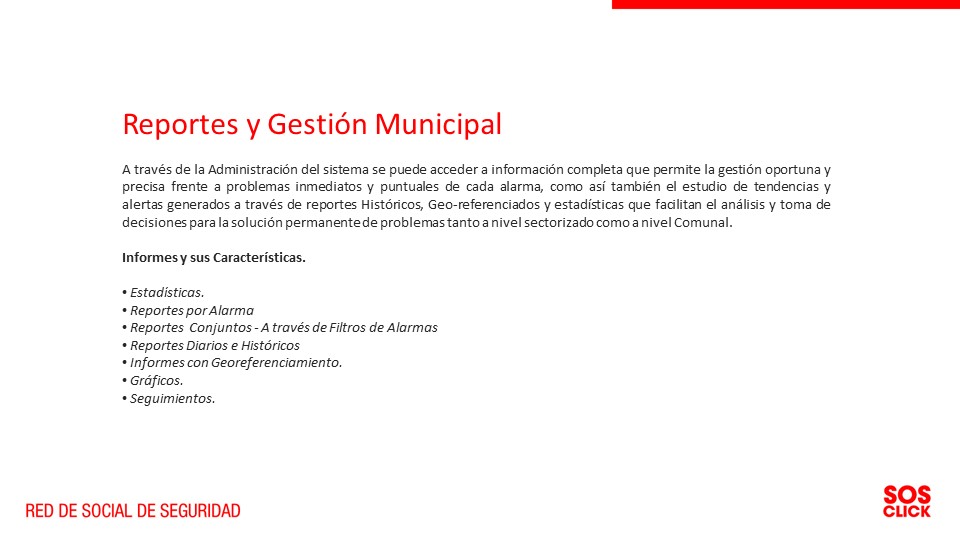 Reportes y Gestión Municipal
A través de la Administración del sistema se puede acceder a información completa que permite la gestión oportuna y
precisa frente a problemas inmediatos y puntuales de cada alarma, como así también el estudio de tendencias y
alertas generados a través de reportes Históricos, Geo-referenciados y estadísticas que facilitan el análisis y toma de
decisiones para la solución permanente de problemas tanto a nivel sectorizado como a nivel Comunal.
Informes y sus Características.
• Estadísticas.
• Reportes por Alarma
• Reportes Conjuntos - A través de Filtros de Alarmas
• Reportes Diarios e Históricos
• Informes con Georeferenciamiento.
• Gráficos.
• Seguimientos.
RED DE SOCIAL DE SEGURIDAD
SOS
CLICK